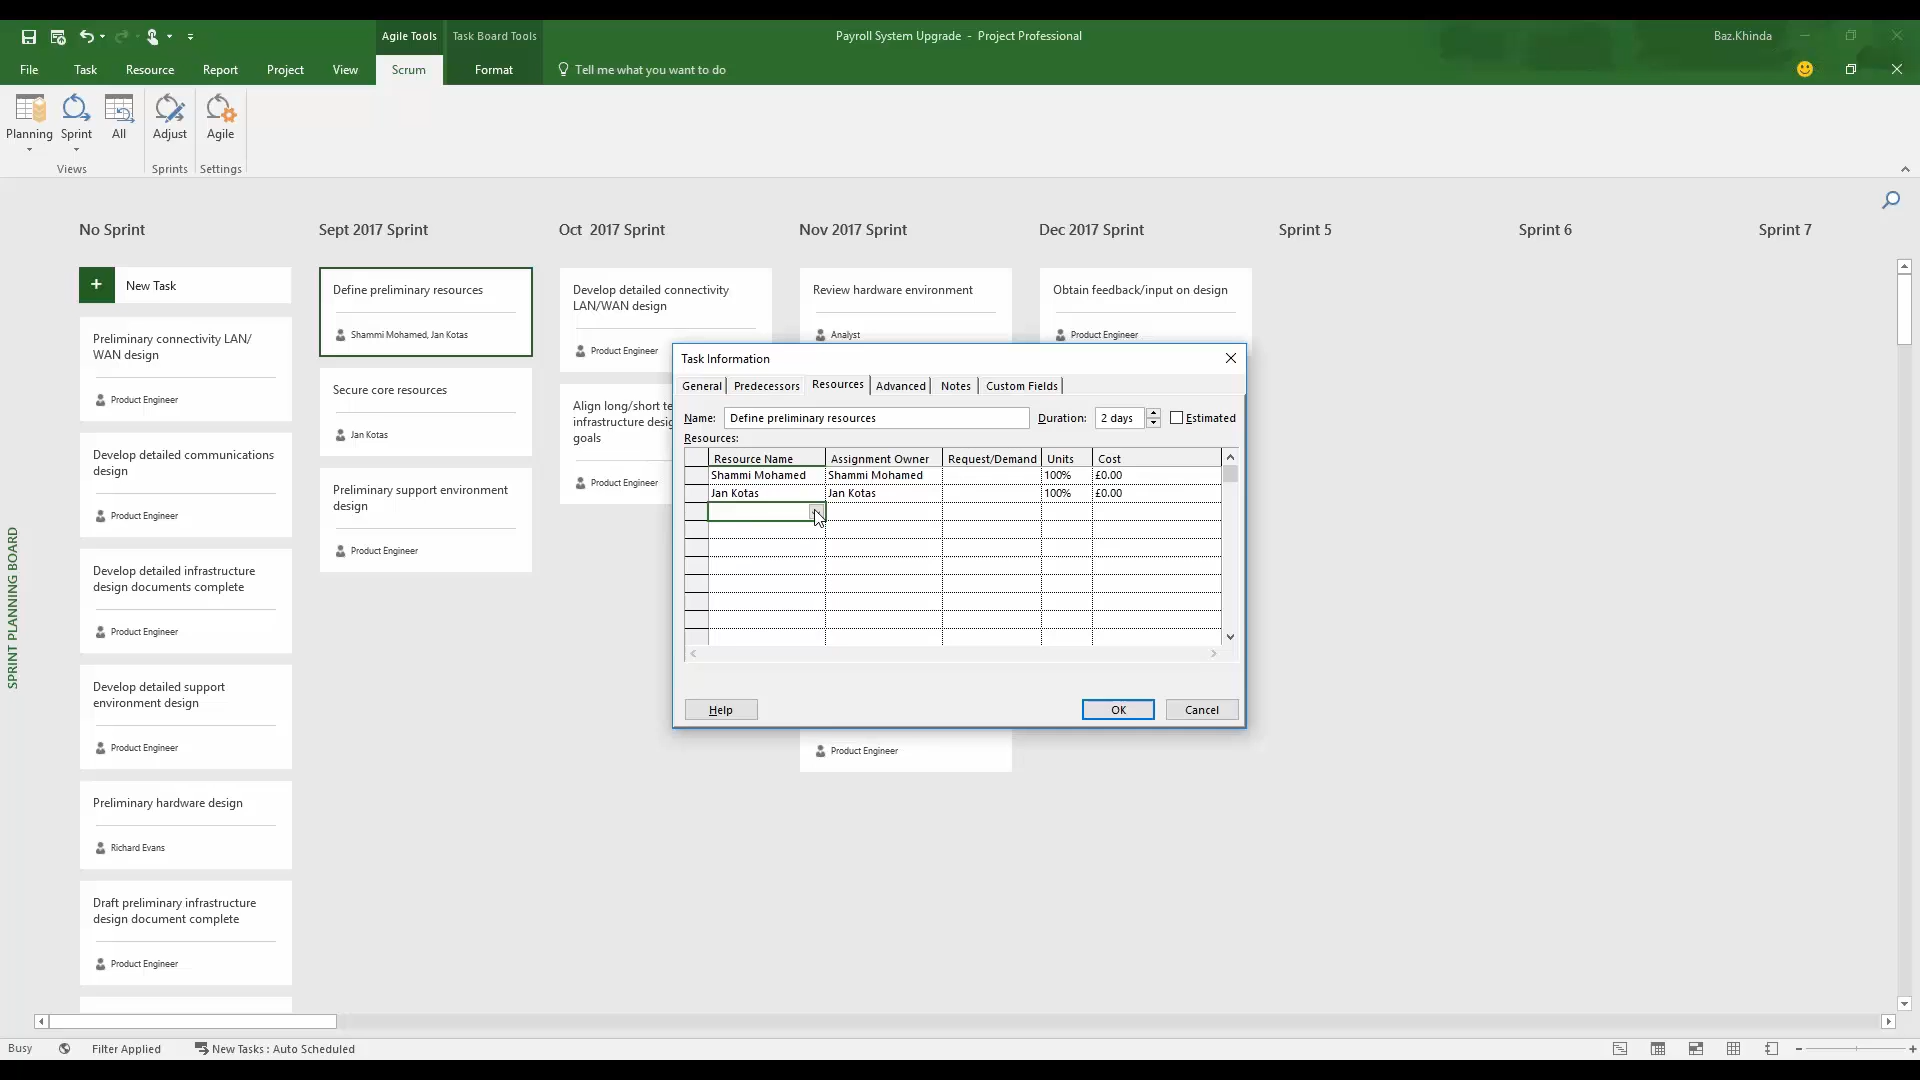 Agile Tools
Task Board Tools
Payroll System Upgrade - Project Professional
Baz.Khinda
File
Task
Resource
Report
Project
View
Scrum
Format
Tell me what you want to do
Planning
Sprint
All
Adjust
Agile
Views
Sprints
Settings
SPRINT PLANNING BOARD
No Sprint
New Task
Preliminary connectivity LAN/
WAN design
Product Engineer
Develop detailed communications
design
Product Engineer
Develop detailed infrastructure
design documents complete
Product Engineer
Develop detailed support
environment design
Product Engineer
Preliminary hardware design
Richard Evans
Draft preliminary infrastructure
design document complete
Product Engineer
Sept 2017 Sprint
Define preliminary resources
Shammi Mohamed, Jan Kotas
Secure core resources
Jan Kotas
Preliminary support environment
design
Product Engineer
Oct 2017 Sprint
Develop detailed connectivity
LAN/WAN design
Product Engineer
Align long/short te
infrastructure desig
goals
Product Engineer
Nov 2017 Sprint
Review hardware environment
Analyst
Product Engineer
Dec 2017 Sprint
Obtain feedback/input on design
Product Engineer
Sprint 5
Sprint 6
Sprint 7
Task Information
General
Predecessors
Resources
Advanced
Notes
Custom Fields
Name: Define preliminary resources
Duration: 2 days
Estimated
Resources:
Resource Name Assignment Owner Request/Demand Units Cost
Shammi Mohamed Shammi Mohamed 100% £0.00
Jan Kotas Jan Kotas 100% £0.00
Help
OK
Cancel
Busy
Filter Applied
New Tasks : Auto Scheduled